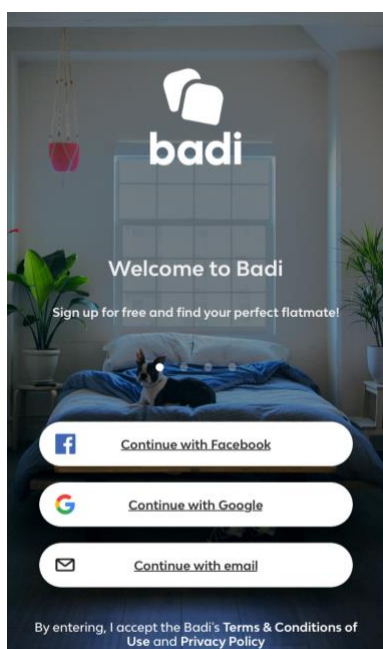 badi
Welcome to Badi
Sign up for free and find your perfect flatmate!
Continue with Facebook
Continue with Google
Continue with email
By entering, I accept the Badi's Terms & Conditions of
Use and Privacy Policy